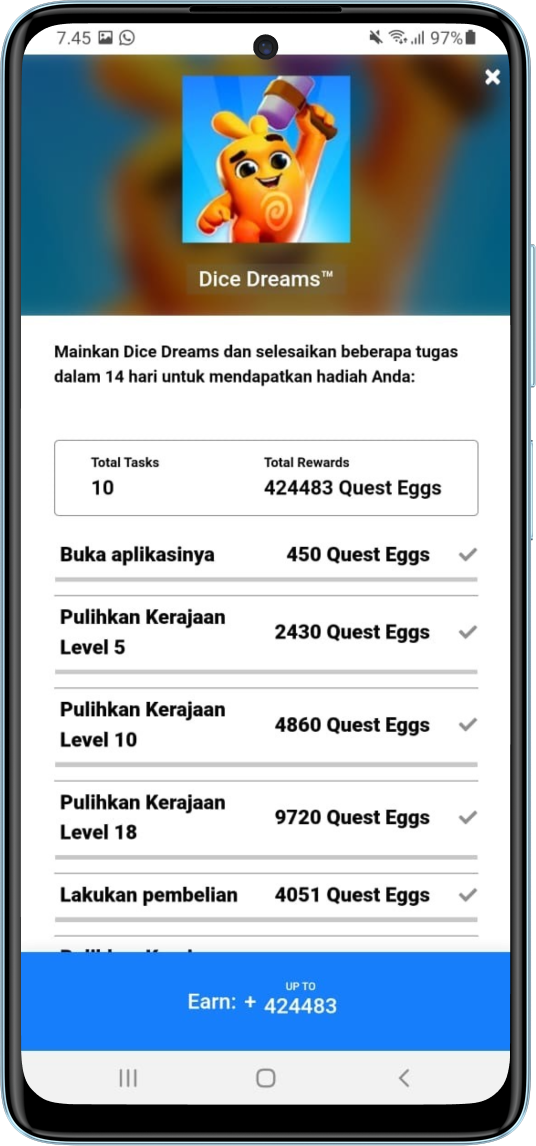 7.45 97%
Dice Dreams™
Mainkan Dice Dreams dan selesaikan beberapa tugas
dalam 14 hari untuk mendapatkan hadiah Anda:
Total Tasks Total Rewards
10 424483 Quest Eggs
Buka aplikasinya 450 Quest Eggs
Pulihkan Kerajaan
Level 5 2430 Quest Eggs
Pulihkan Kerajaan
Level 10 4860 Quest Eggs
Pulihkan Kerajaan
Level 18 9720 Quest Eggs
Lakukan pembelian 4051 Quest Eggs
UP TO
Earn: + 424483